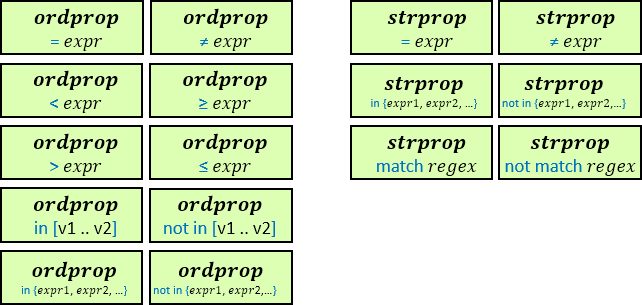 ordprop
= expr
ordprop
≠ expr
strprop
= expr
strprop
≠ expr
ordprop
< expr
ordprop
≥ expr
strprop
in {expr1, expr2, ...}
strprop
not in {expr1, expr2,...}
ordprop
> expr
ordprop
≤ expr
strprop
match regex
strprop
not match regex
ordprop
in [v1 .. v2]
ordprop
not in [v1 .. v2]
ordprop
in {expr1, expr2, ...}
ordprop
not in {expr1, expr2,...}